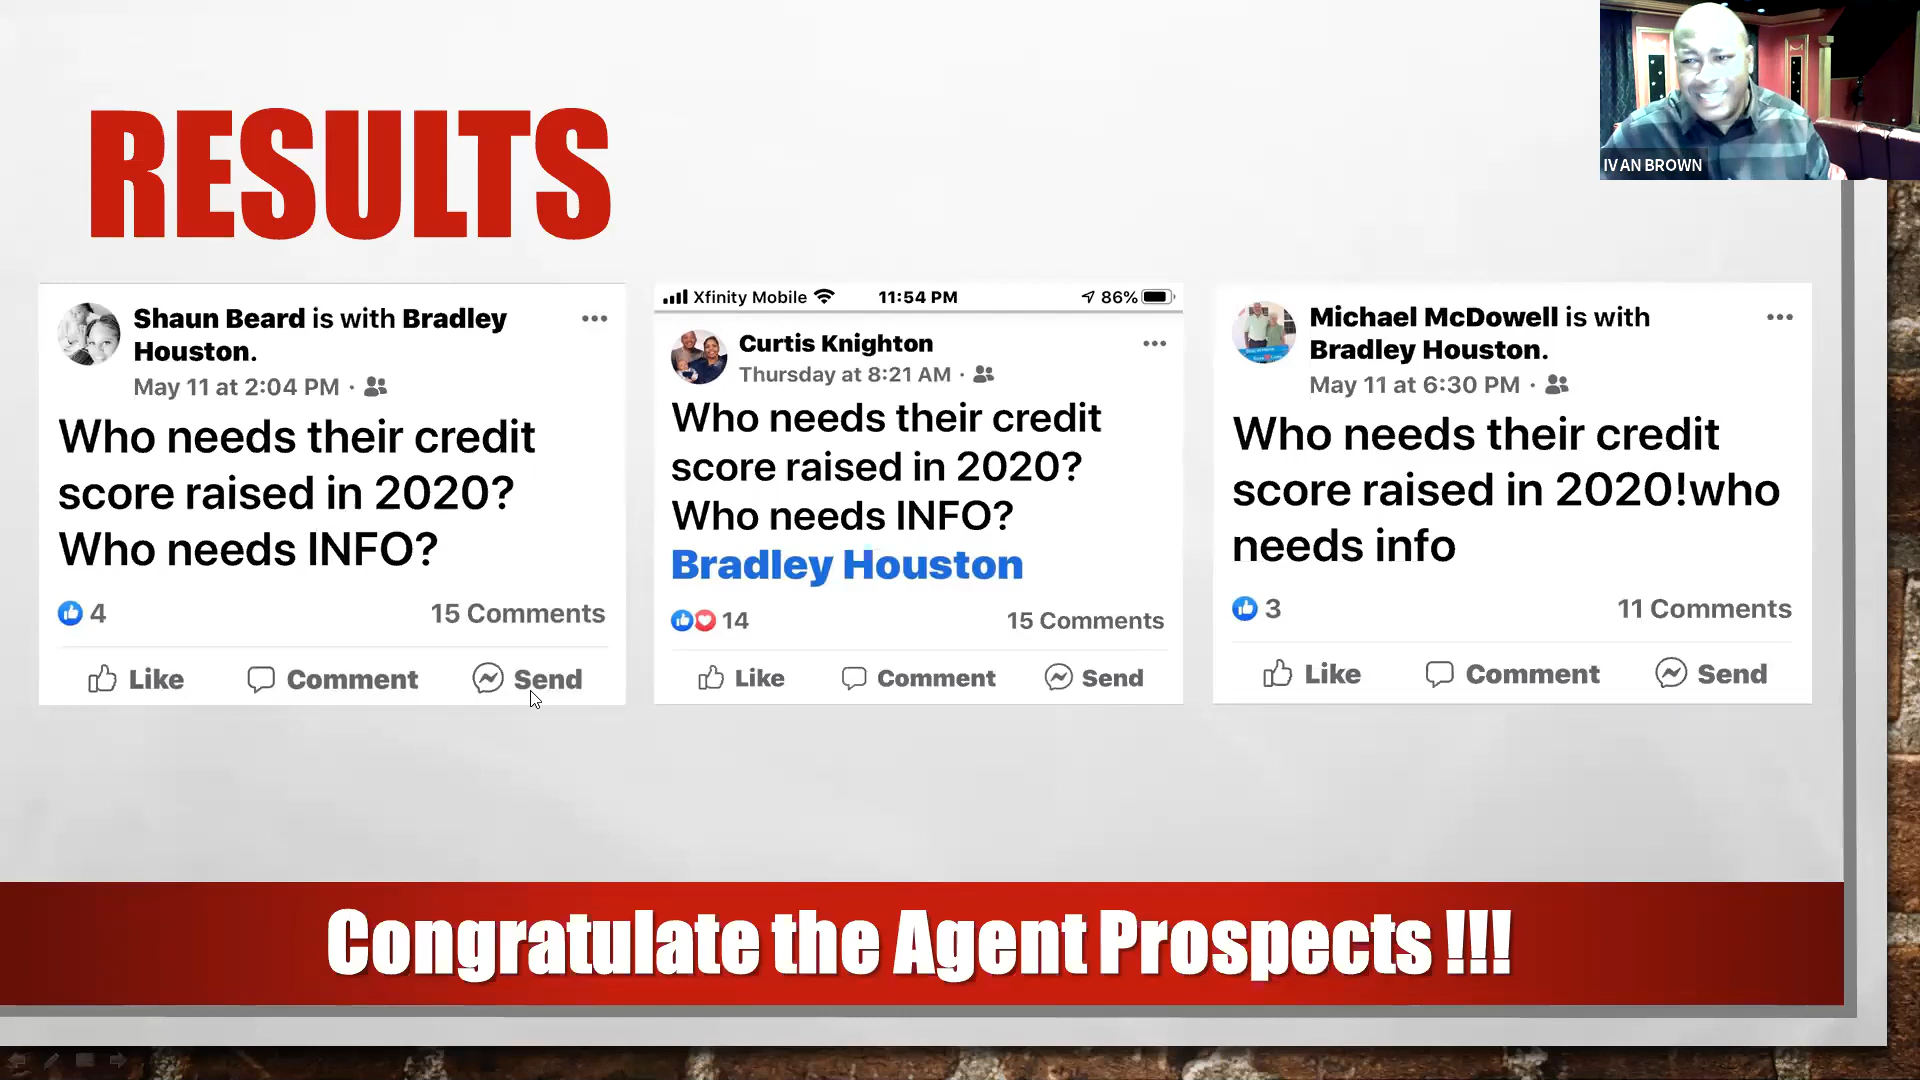 RESULTS
IVAN BROWN
Shaun Beard is with Bradley
Houston.
May 11 at 2:04 PM ·
Who needs their credit
score raised in 2020?
Who needs INFO?
4
15 Comments
Like
Comment
Send
Xfinity Mobile
11:54 PM
86%
Curtis Knighton
Thursday at 8:21 AM ·
Who needs their credit
score raised in 2020?
Who needs INFO?
Bradley Houston
14
15 Comments
Like
Comment
Send
Michael McDowell is with
Bradley Houston.
May 11 at 6:30 PM ·
Who needs their credit
score raised in 2020!who
needs info
3
11 Comments
Like
Comment
Send
Congratulate the Agent Prospects !!!